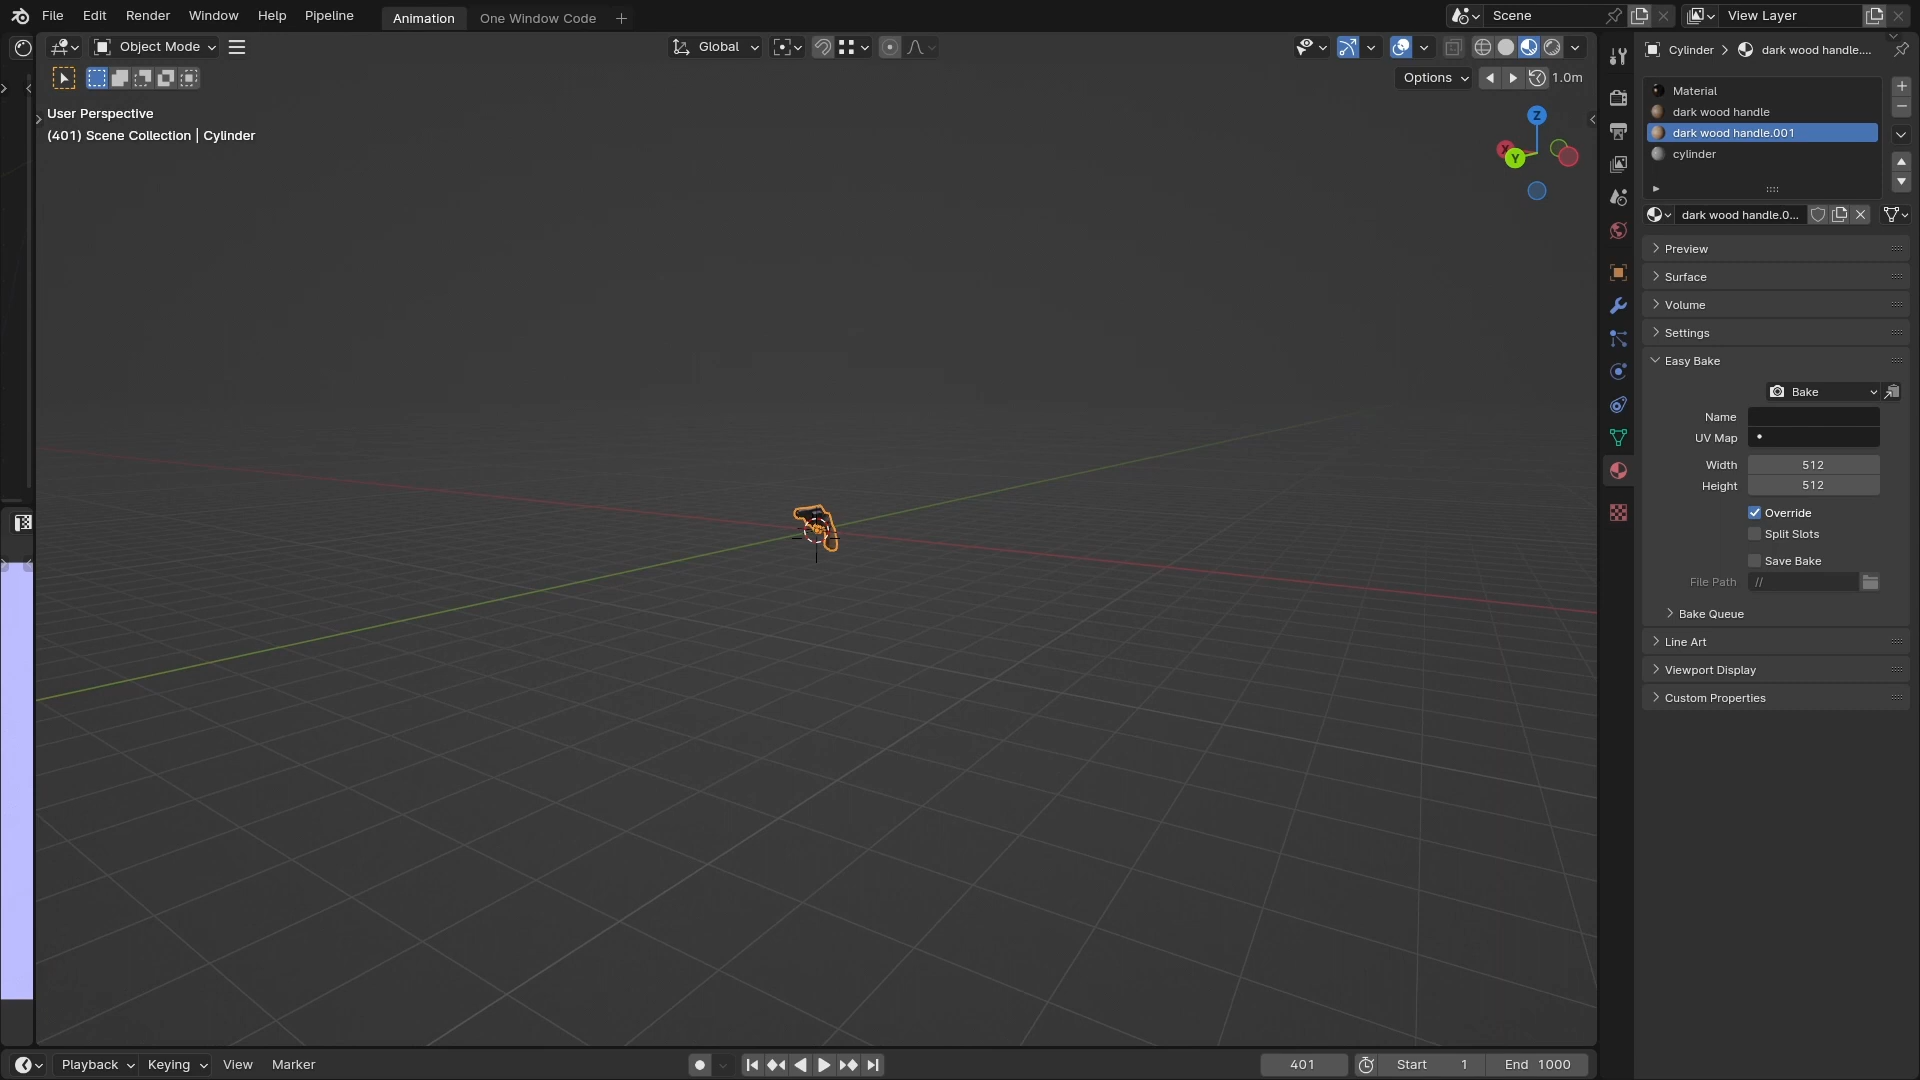 File Edit Render Window Help Pipeline Animation One Window Code Scene View Layer
Object Mode Global
Options 1.0m
User Perspective
(401) Scene Collection | Cylinder
Z
X
Y
Cylinder dark wood handle....
Material
dark wood handle
dark wood handle.001
cylinder
dark wood handle.0...
Preview
Surface
Volume
Settings
Easy Bake
Bake
Name
UV Map
Width 512
Height 512
Override
Split Slots
Save Bake
File Path //
Bake Queue
Line Art
Viewport Display
Custom Properties
Playback Keying View Marker 401 Start 1 End 1000